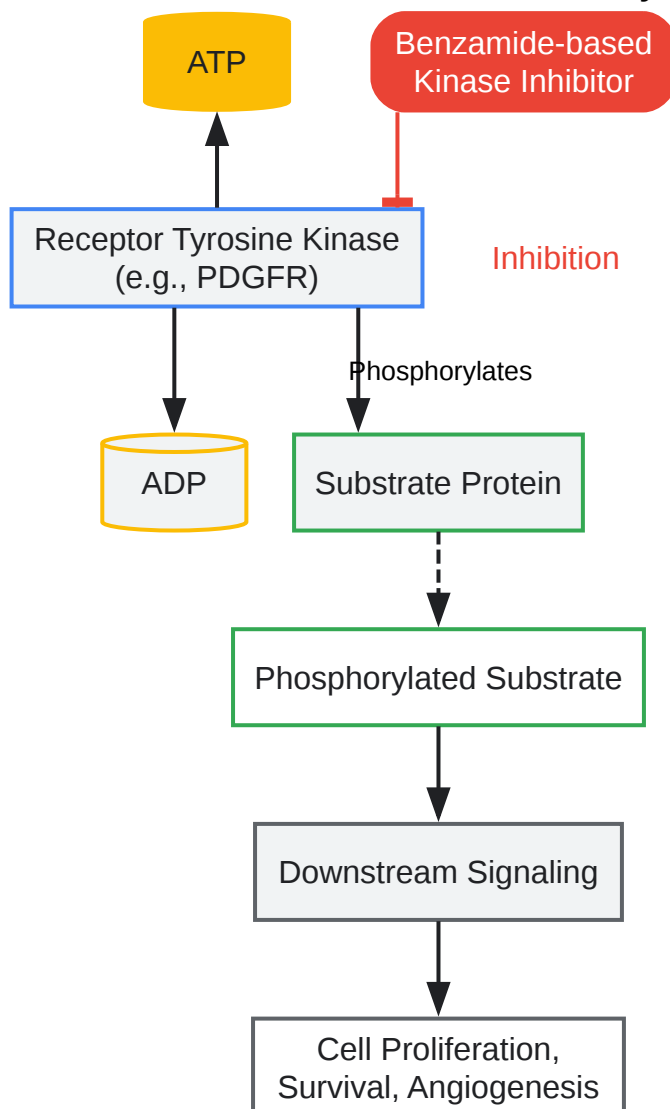 ATP
Benzamide-based
Kinase Inhibitor
Receptor Tyrosine Kinase
(e.g., PDGFR)
Inhibition
Phosphorylates
ADP
Substrate Protein
Phosphorylated Substrate
Downstream Signaling
Cell Proliferation,
Survival, Angiogenesis